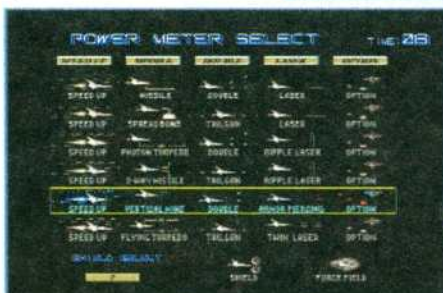 POWER METER SELECT TIME 08
SPEED UP MISSILE DOUBLE LASER OPTION
SPEED UP MISSILE DOUBLE LASER OPTION
SPEED UP SPREAD BOMB TAILGUN LASER OPTION
SPEED UP PHOTON TORPEDO DOUBLE RIPPLE LASER OPTION
SPEED UP 2-WAY MISSILE TAILGUN RIPPLE LASER OPTION
SPEED UP VERTICAL MINE DOUBLE ARMOR PIERCING OPTION
SPEED UP FLYING TORPEDO TAILGUN TWIN LASER OPTION
SHIELD SELECT
? SHIELD FORCE FIELD